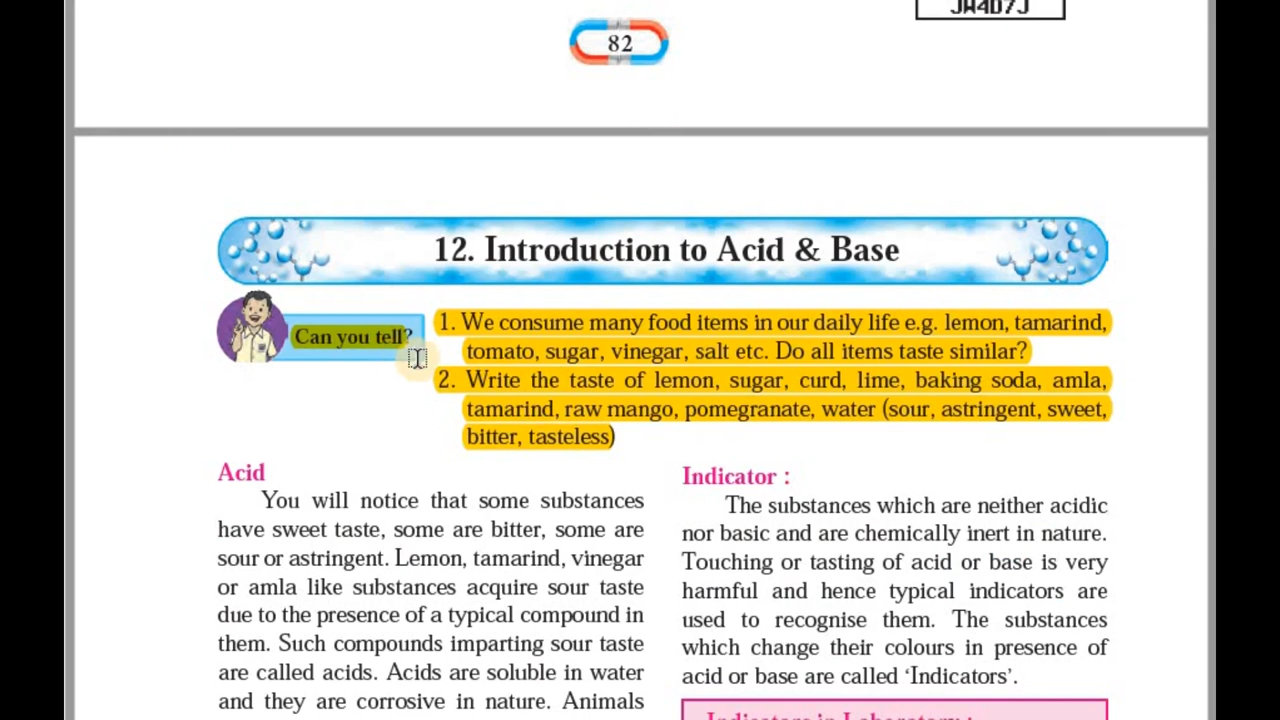 JW4D7J
82
12. Introduction to Acid & Base
Can you tell?
1. We consume many food items in our daily life e.g. lemon, tamarind,
tomato, sugar, vinegar, salt etc. Do all items taste similar?
2. Write the taste of lemon, sugar, curd, lime, baking soda, amla,
tamarind, raw mango, pomegranate, water (sour, astringent, sweet,
bitter, tasteless)
Acid
You will notice that some substances
have sweet taste, some are bitter, some are
sour or astringent. Lemon, tamarind, vinegar
or amla like substances acquire sour taste
due to the presence of a typical compound in
them. Such compounds imparting sour taste
are called acids. Acids are soluble in water
and they are corrosive in nature. Animals
Indicator :
The substances which are neither acidic
nor basic and are chemically inert in nature.
Touching or tasting of acid or base is very
harmful and hence typical indicators are
used to recognise them. The substances
which change their colours in presence of
acid or base are called ‘Indicators’.
Indicators in Laboratory :